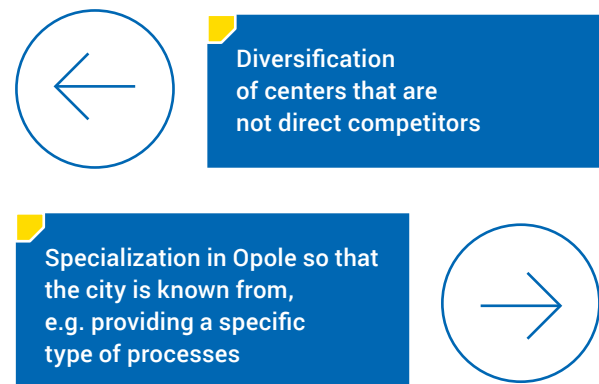 Diversification
of centers that are
not direct competitors
Specialization in Opole so that
the city is known from,
e.g. providing a specific
type of processes